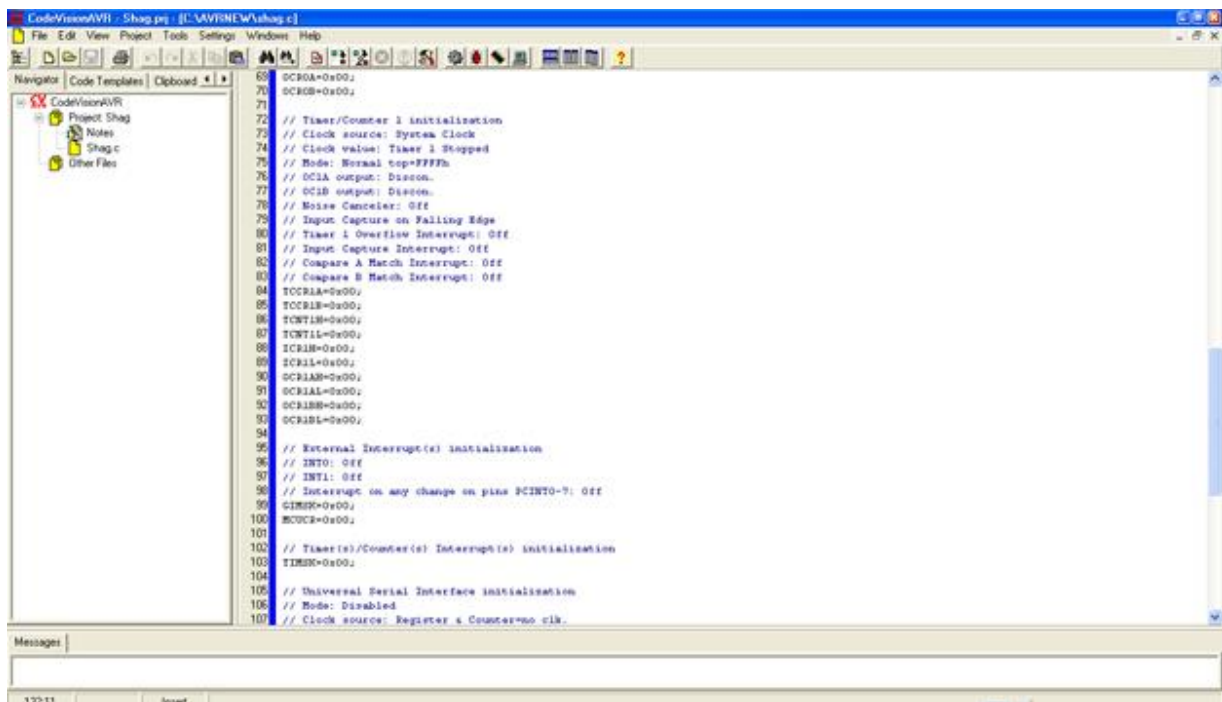 CodeVisionAVR - Shag.prj - [C:\AVRNEW\shag.c]
File Edit View Project Tools Settings Windows Help
Navigator Code Templates Clipboard
CodeVisionAVR
Project: Shag
Notes
Shag.c
Other Files
69 OCR0A=0x00;
70 OCR0B=0x00;
71
72 // Timer/Counter 1 initialization
73 // Clock source: System Clock
74 // Clock value: Timer 1 Stopped
75 // Mode: Normal top=FFFFh
76 // OC1A output: Discon.
77 // OC1B output: Discon.
78 // Noise Canceler: Off
79 // Input Capture on Falling Edge
80 // Timer 1 Overflow Interrupt: Off
81 // Input Capture Interrupt: Off
82 // Compare A Match Interrupt: Off
83 // Compare B Match Interrupt: Off
84 TCCR1A=0x00;
85 TCCR1B=0x00;
86 TCNT1H=0x00;
87 TCNT1L=0x00;
88 ICR1H=0x00;
89 ICR1L=0x00;
90 OCR1AH=0x00;
91 OCR1AL=0x00;
92 OCR1BH=0x00;
93 OCR1BL=0x00;
94
95 // External Interrupt(s) initialization
96 // INT0: Off
97 // INT1: Off
98 // Interrupt on any change on pins PCINT0-7: Off
99 GIMSK=0x00;
100 MCUCR=0x00;
101
102 // Timer(s)/Counter(s) Interrupt(s) initialization
103 TIMSK=0x00;
104
105 // Universal Serial Interface initialization
106 // Mode: Disabled
107 // Clock source: Register & Counter=no clk.
Messages
Insert